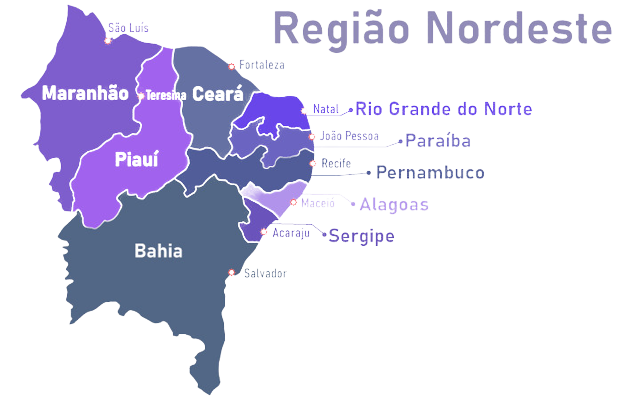 Região Nordeste
São Luís
Fortaleza
Maranhão
Teresina
Ceará
Natal
Rio Grande do Norte
João Pessoa
Paraíba
Piauí
Recife
Pernambuco
Maceió
Alagoas
Acaraju
Sergipe
Bahia
Salvador